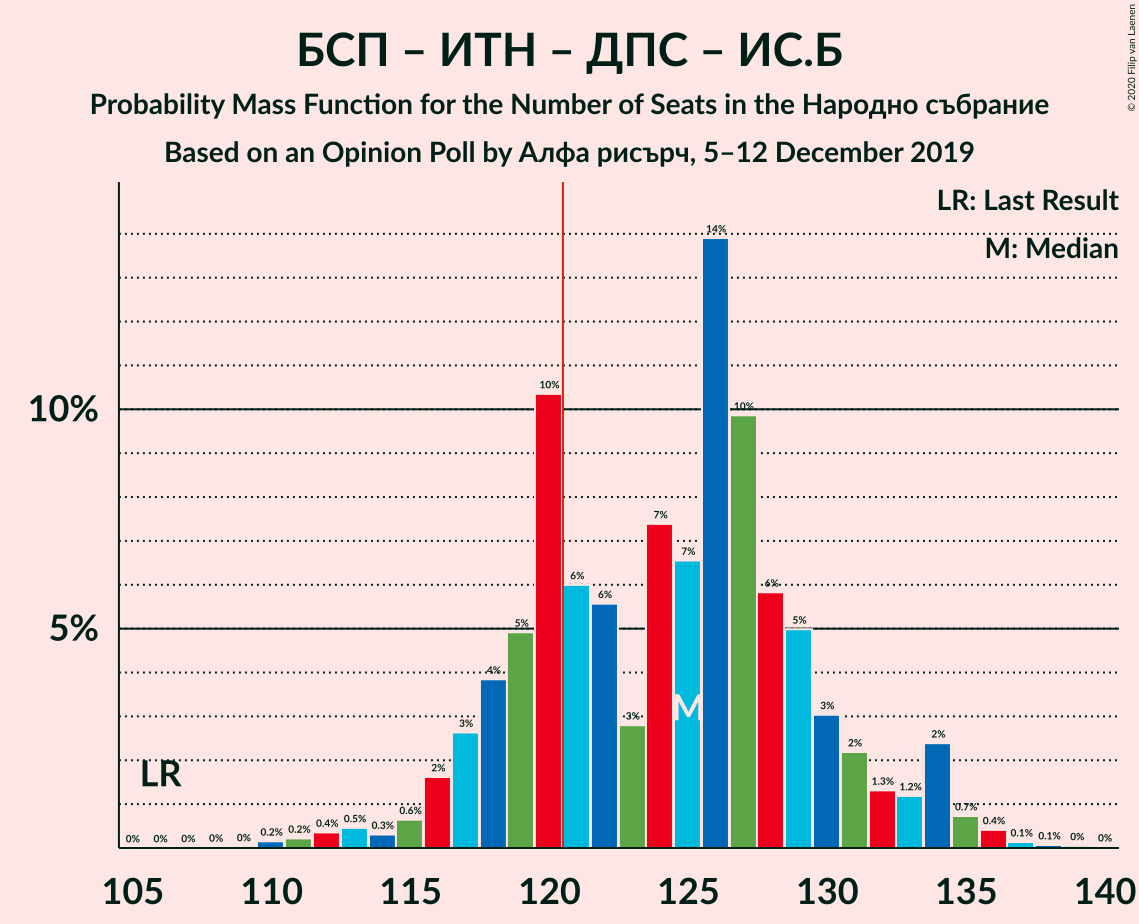 БСП – ИТН – ДПС – ИС.Б
Probability Mass Function for the Number of Seats in the Народно събрание
Based on an Opinion Poll by Алфа рисърч, 5–12 December 2019
© 2020 Filip van Laenen
LR: Last Result
M: Median
14%
10%
10%
10%
7%
7%
6%
6%
6%
5%
5%
5%
4%
3%
3%
3%
M
2%
2%
2%
LR
1.3%
1.2%
0.6%
0.7%
0% 0% 0% 0% 0% 0.2% 0.2% 0.4% 0.5% 0.3% 0.4% 0.1% 0.1% 0% 0%
105 110 115 120 125 130 135 140